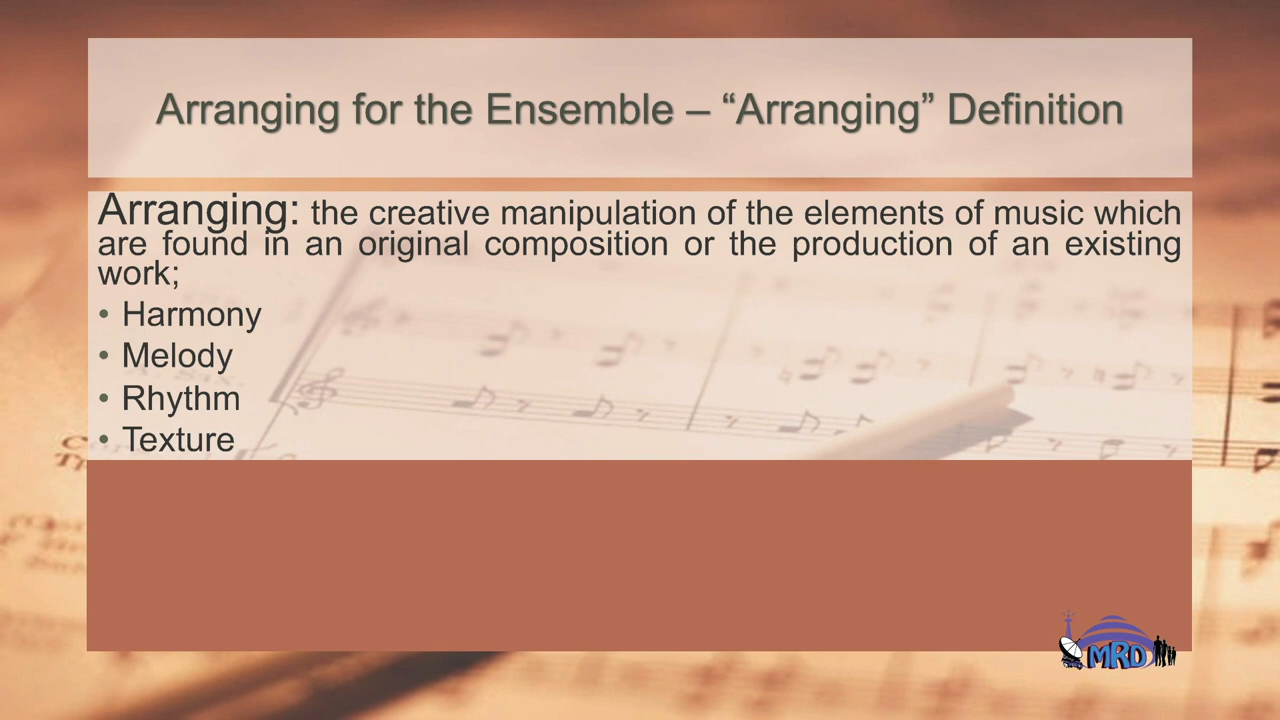 Arranging for the Ensemble – “Arranging” Definition
Arranging: the creative manipulation of the elements of music which
are found in an original composition or the production of an existing
work;
• Harmony
• Melody
• Rhythm
• Texture
MRD